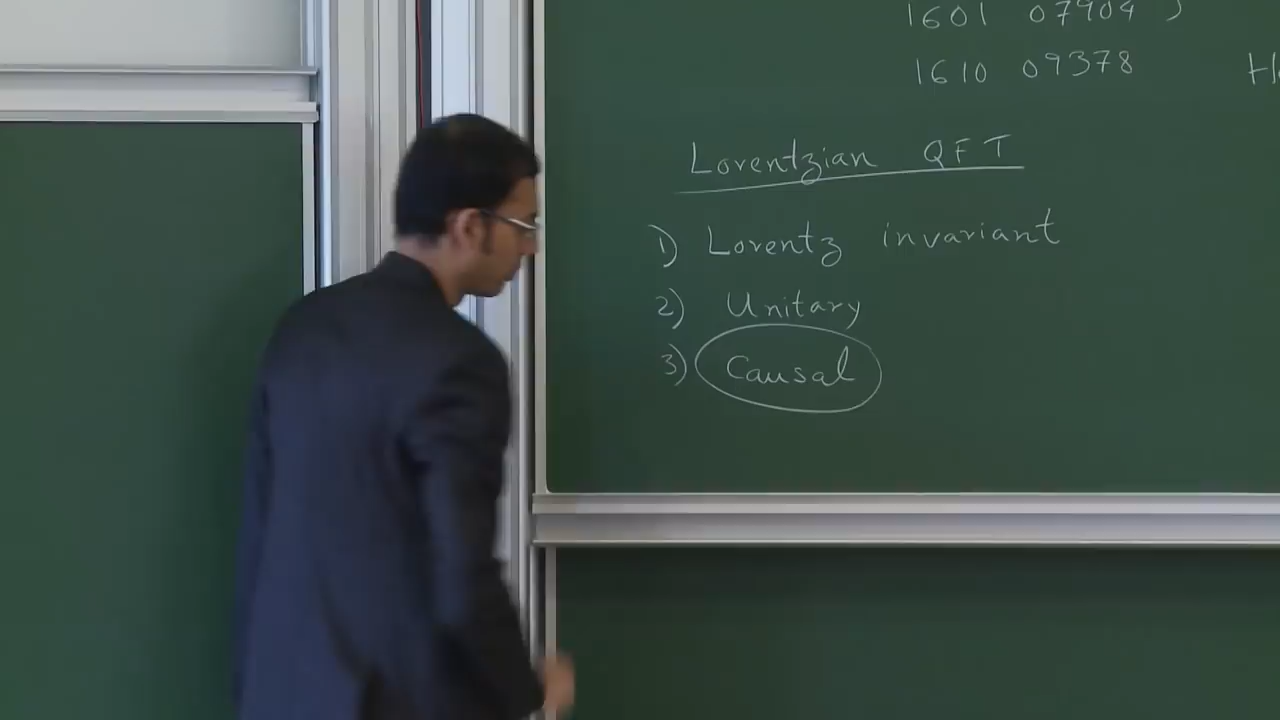 1601 07904 )
1610 09378
Lorentzian QFT
1) Lorentz invariant
2) Unitary
3) Causal